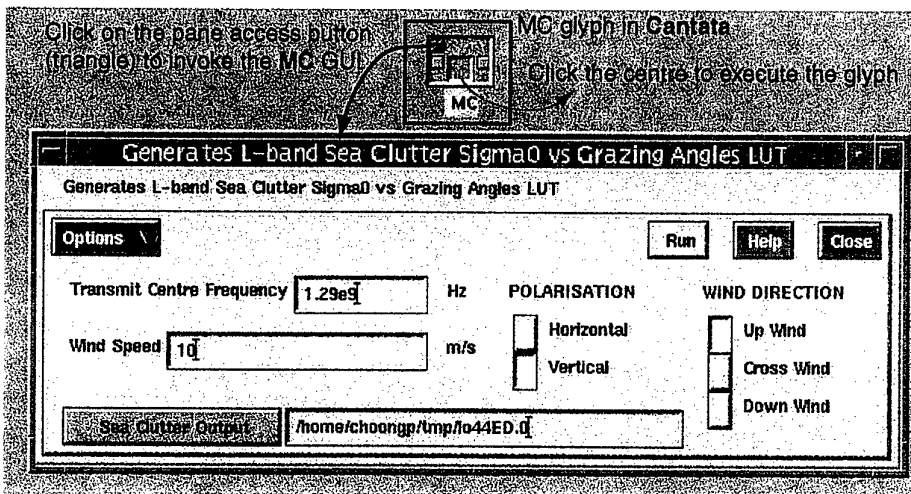 Click on the pane access button
(triangle) to invoke the MC GUI
MC glyph in Cantata
Click the centre to execute the glyph
MC
Generates L-band Sea Clutter Sigma0 vs Grazing Angles LUT
Generates L-band Sea Clutter Sigma0 vs Grazing Angles LUT
Options
Run
Help
Close
Transmit Centre Frequency
1.29e9
Hz
POLARISATION
WIND DIRECTION
Horizontal
Up Wind
Wind Speed
10
m/s
Vertical
Cross Wind
Down Wind
Sea Clutter Output
/home/choongp/tmp/io44ED.0